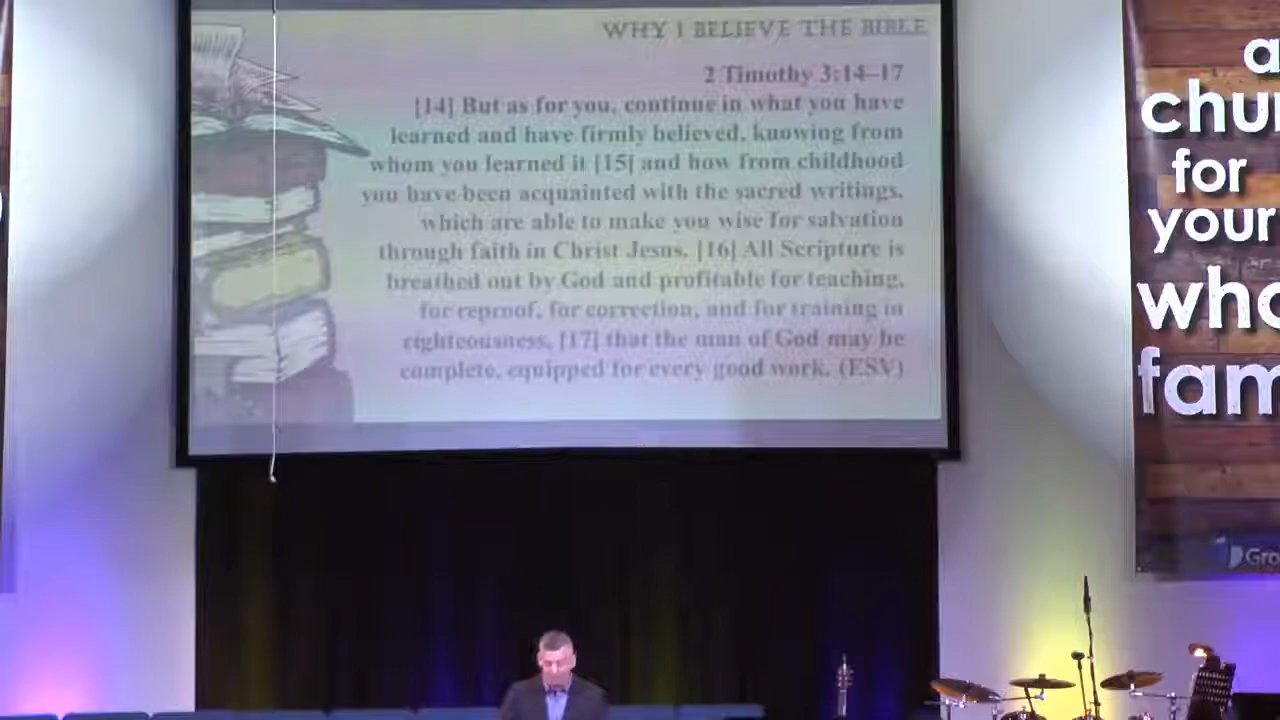 WHY I BELIEVE THE BIBLE
2 Timothy 3:14–17
[14] But as for you, continue in what you have
learned and have firmly believed, knowing from
whom you learned it [15] and how from childhood
you have been acquainted with the sacred writings,
which are able to make you wise for salvation
through faith in Christ Jesus. [16] All Scripture is
breathed out by God and profitable for teaching,
for reproof, for correction, and for training in
righteousness, [17] that the man of God may be
complete, equipped for every good work. (ESV)
a
chu
for
your
who
fam
Gro